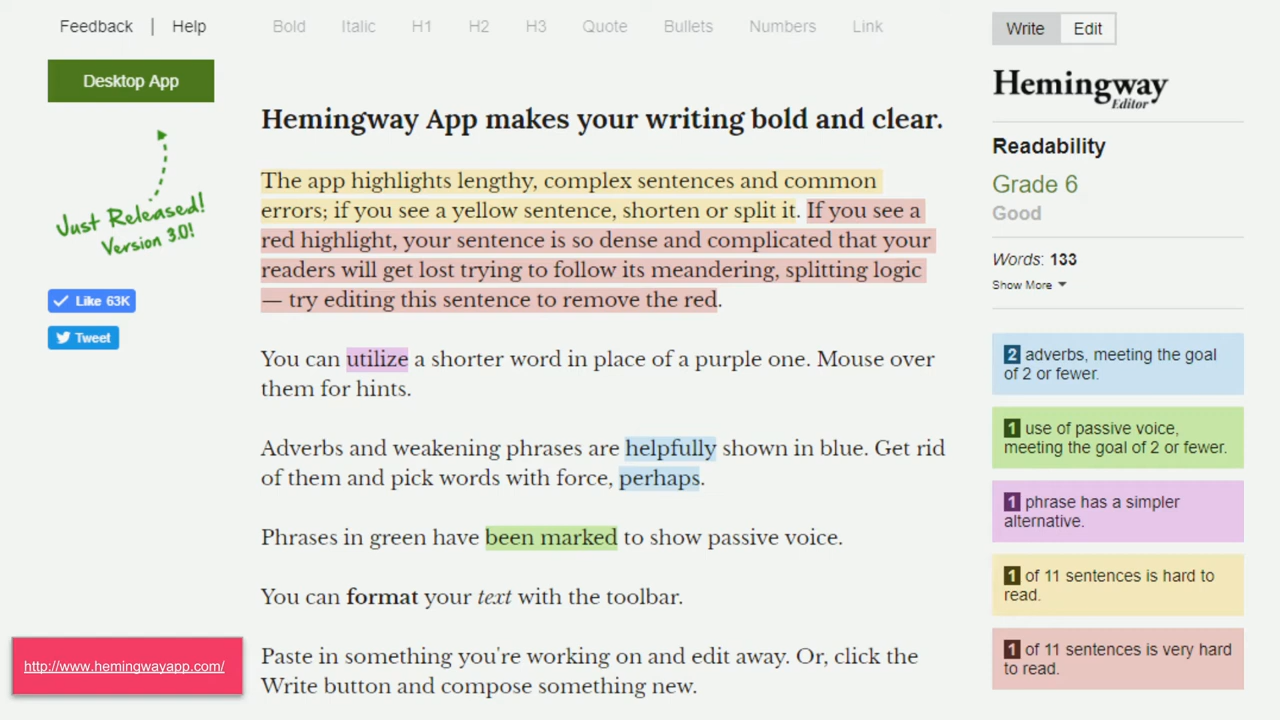 Feedback | Help
Bold Italic H1 H2 H3 Quote Bullets Numbers Link
Write Edit
Desktop App
Just Released!
Version 3.0!
Like 63K
Tweet
Hemingway App makes your writing bold and clear.
The app highlights lengthy, complex sentences and common
errors; if you see a yellow sentence, shorten or split it. If you see a
red highlight, your sentence is so dense and complicated that your
readers will get lost trying to follow its meandering, splitting logic
— try editing this sentence to remove the red.
You can utilize a shorter word in place of a purple one. Mouse over
them for hints.
Adverbs and weakening phrases are helpfully shown in blue. Get rid
of them and pick words with force, perhaps.
Phrases in green have been marked to show passive voice.
You can format your text with the toolbar.
Paste in something you're working on and edit away. Or, click the
Write button and compose something new.
Hemingway
Editor
Readability
Grade 6
Good
Words: 133
Show More
2 adverbs, meeting the goal
of 2 or fewer.
1 use of passive voice,
meeting the goal of 2 or fewer.
1 phrase has a simpler
alternative.
1 of 11 sentences is hard to
read.
1 of 11 sentences is very hard
to read.
http://www.hemingwayapp.com/